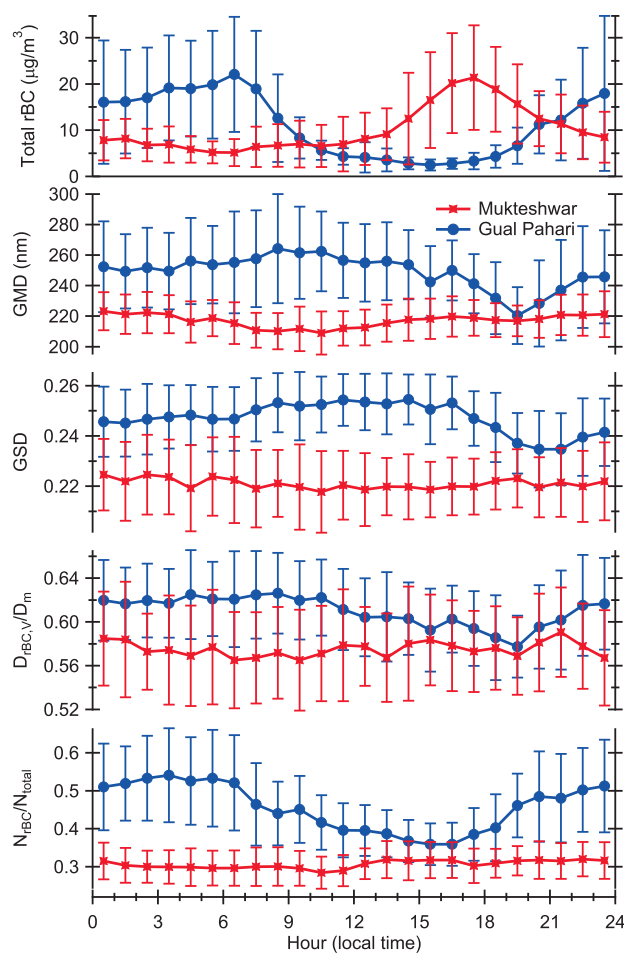 Total rBC (μg/m³)
30
20
10
0
GMD (nm)
300
280
260
240
220
200
Mukteshwar
Gual Pahari
GSD
0.26
0.24
0.22
D_rBC,V/D_m
0.64
0.60
0.56
0.52
N_rBC/N_total
0.6
0.5
0.4
0.3
0 3 6 9 12 15 18 21 24
Hour (local time)